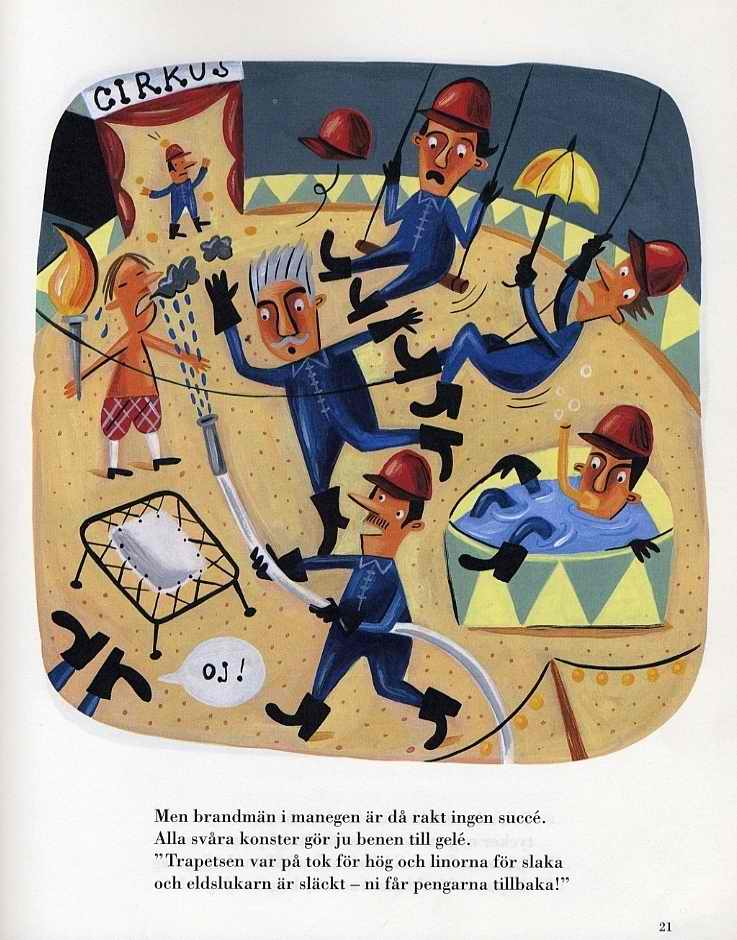 CIRKUS
OJ!
Men brandmän i manegen är då rakt ingen succé.
Alla svåra konster gör ju benen till gelé.
”Trapetsen var på tok för hög och linorna för slaka
och eldslukarn är släckt – ni får pengarna tillbaka!”
21